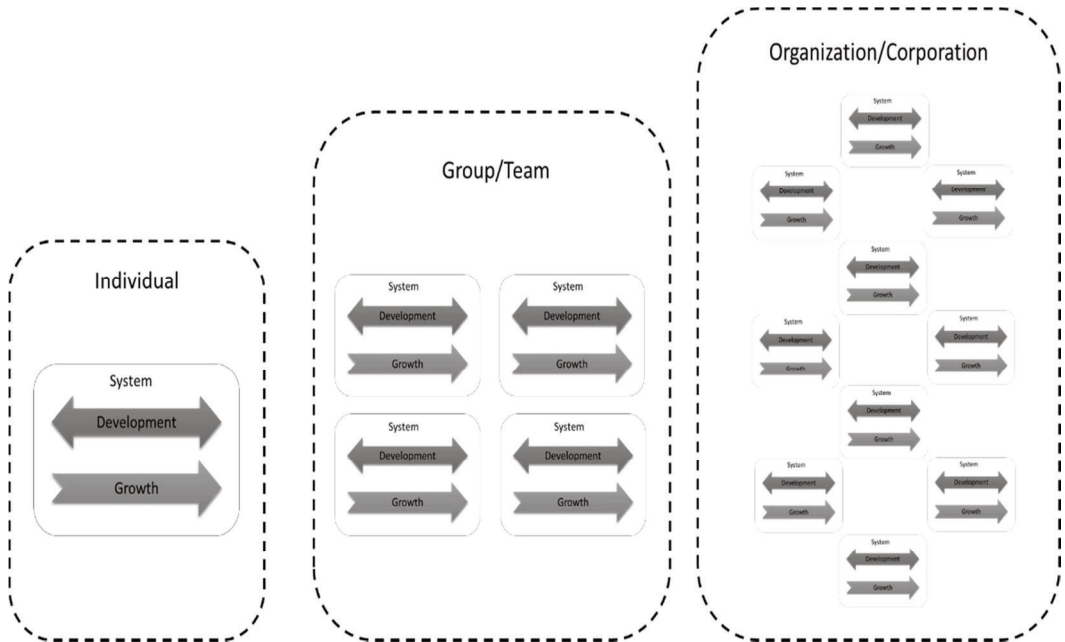 Individual
System
Development
Growth
Group/Team
System
Development
Growth
System
Development
Growth
System
Development
Growth
System
Development
Growth
Organization/Corporation
System
Development
Growth
System
Development
Growth
System
Development
Growth
System
Development
Growth
System
Development
Growth
System
Development
Growth
System
Development
Growth
System
Development
Growth
System
Development
Growth
System
Development
Growth